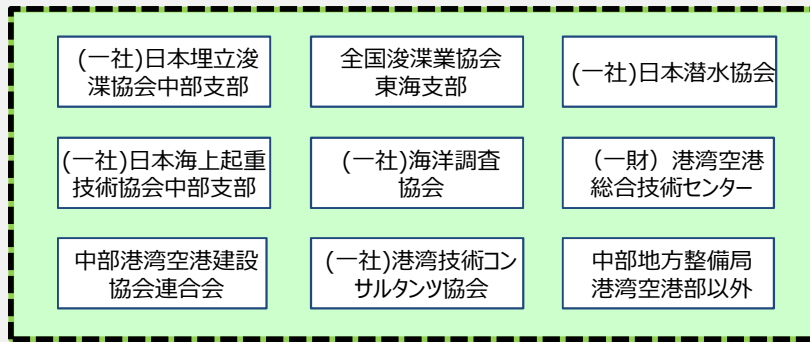 (一社)日本埋立浚
渫協会中部支部
全国浚渫業協会
東海支部
(一社)日本潜水協会
(一社)日本海上起重
技術協会中部支部
(一社)海洋調査
協会
（一財）港湾空港
総合技術センター
中部港湾空港建設
協会連合会
(一社)港湾技術コン
サルタンツ協会
中部地方整備局
港湾空港部以外